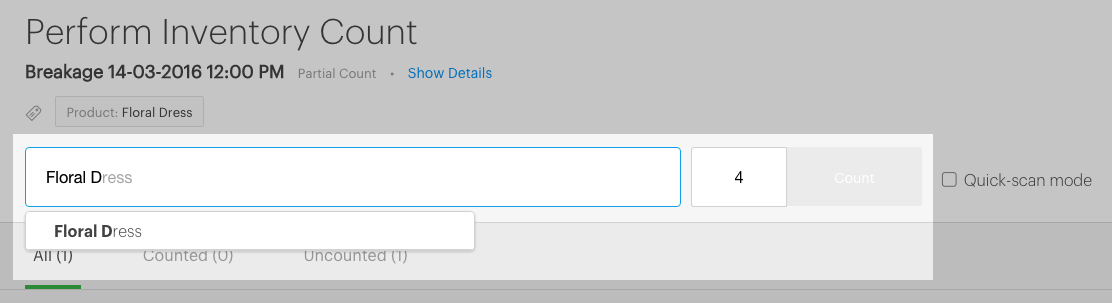 Perform Inventory Count
Breakage 14-03-2016 12:00 PM Partial Count • Show Details
Product: Floral Dress
Floral Dress 4 Count Quick-scan mode
Floral Dress
All (1) Counted (0) Uncounted (1)